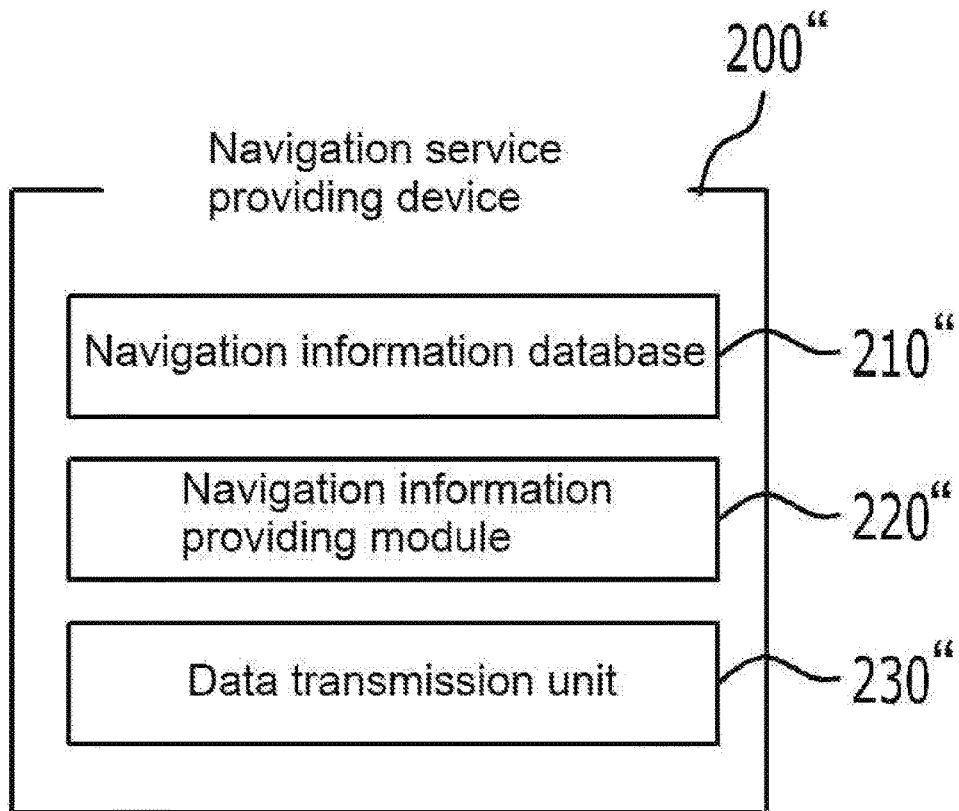 200“
Navigation service
providing device
Navigation information database
210“
Navigation information
providing module
220“
Data transmission unit
230“